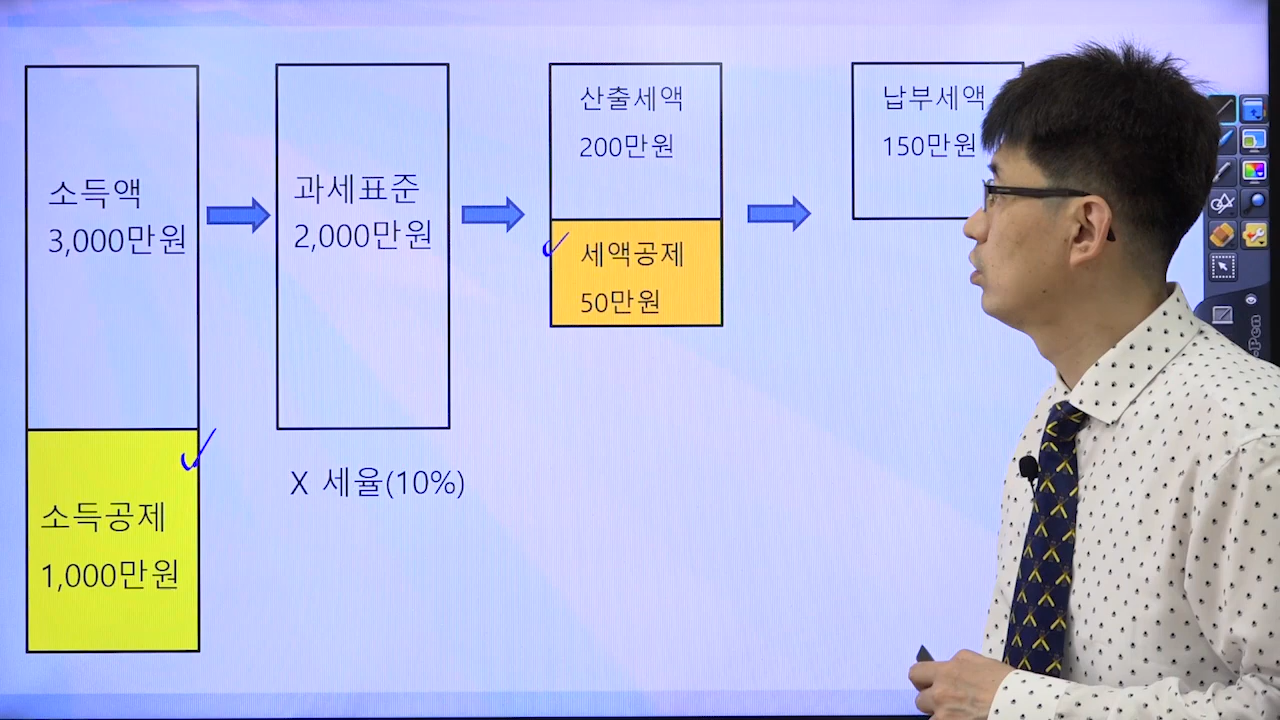 소득액
3,000만원
소득공제
1,000만원
과세표준
2,000만원
X 세율(10%)
산출세액
200만원
세액공제
50만원
납부세액
150만원
-Pen